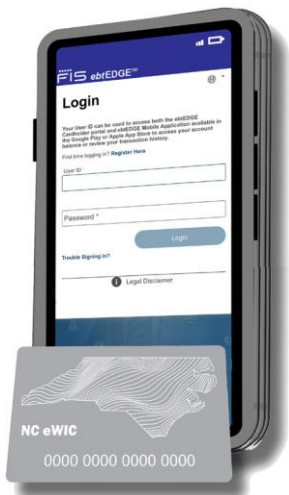 FIS ebtEDGE℠
Login
Your User ID can be used to access both the ebtEDGE
Cardholder portal and ebtEDGE Mobile Application available in
the Google Play or Apple App Store to access your account
balance or review your transaction history.
First time logging in? Register Here
User ID *
Password *
Login
Trouble Signing in?
Legal Disclaimer
NC eWIC
0000 0000 0000 0000